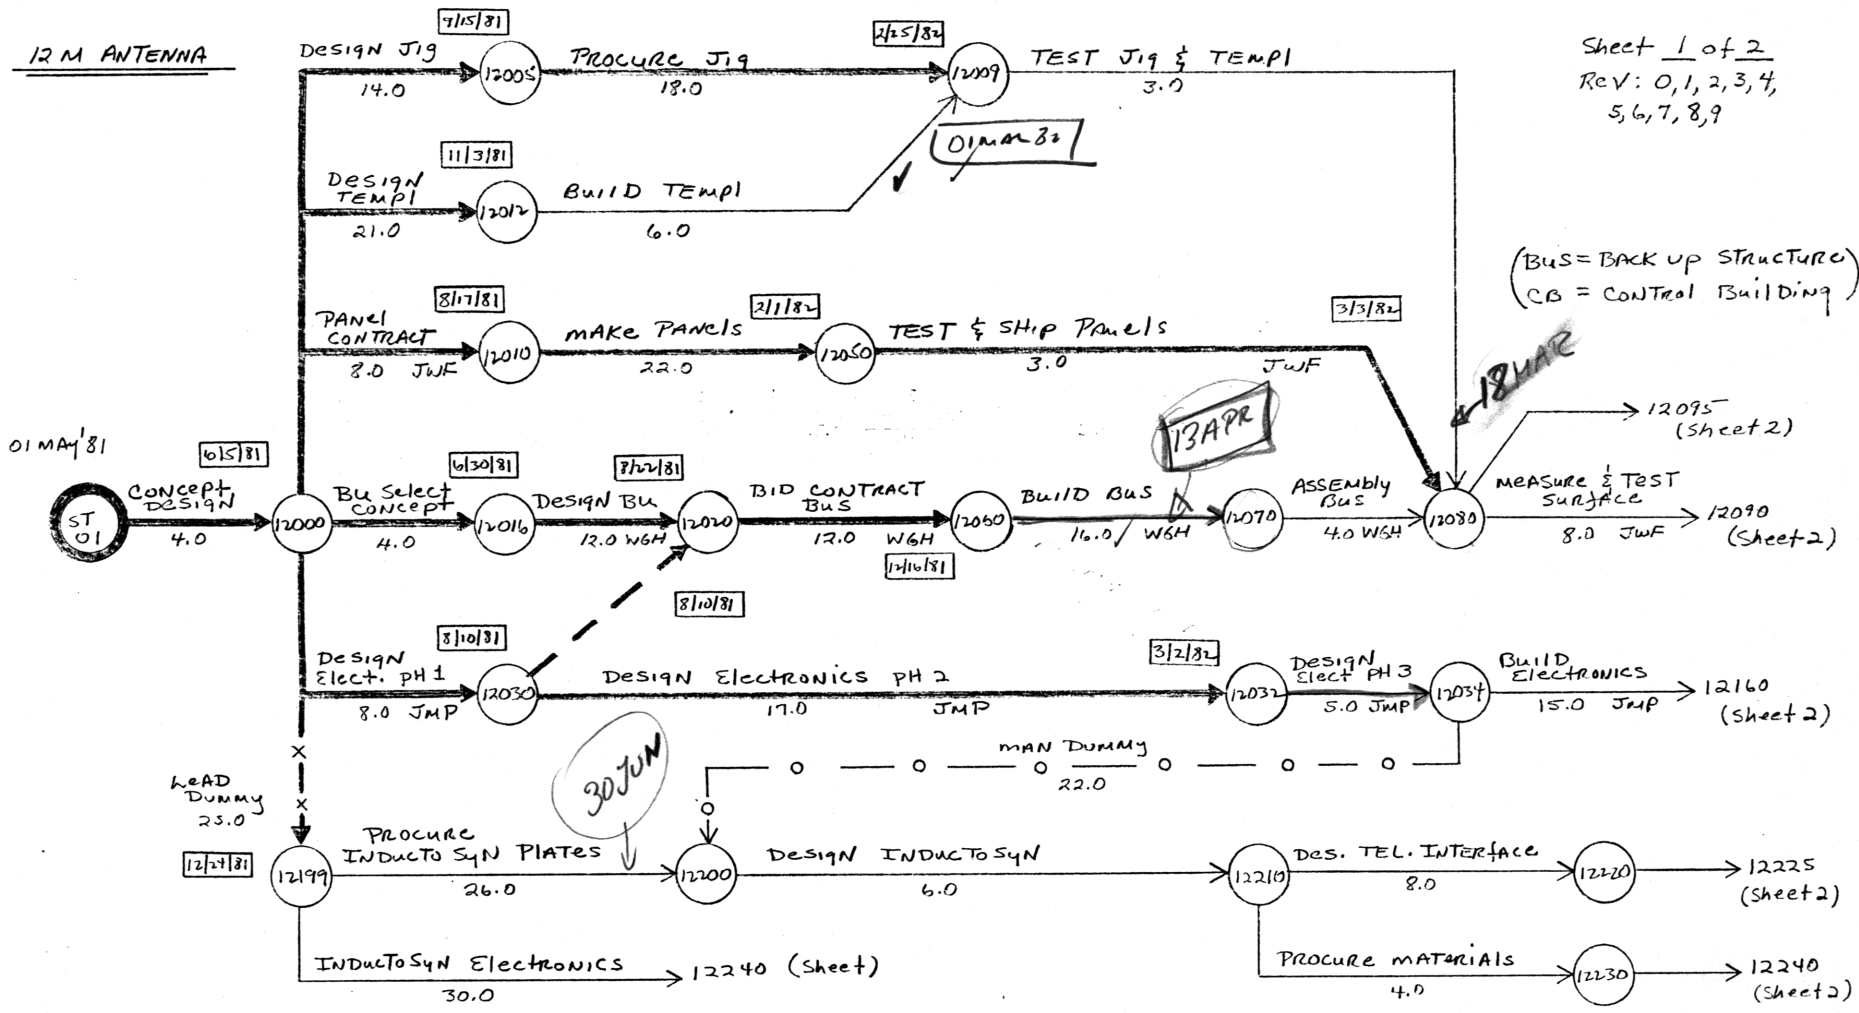 12 M ANTENNA
Sheet 1 of 2
Rev: 0,1,2,3,4,
5,6,7,8,9
DESIGN JIG
14.0
9/15/81
12005
PROCURE JIG
18.0
2/25/82
12009
TEST JIG & TEMPL
3.0
01 MAR 82
DESIGN
TEMPL
21.0
11/3/81
12012
BUILD TEMPL
6.0
(BUS = BACK UP STRUCTURE)
(CB = CONTROL BUILDING)
PANEL
CONTRACT
8.0 JWF
8/17/81
12010
MAKE PANELS
22.0
2/1/82
12050
TEST & SHIP PANELS
3.0 JWF
3/3/82
18 MAR
12095
(Sheet 2)
01 MAY '81
ST
01
CONCEPT
DESIGN
4.0
6/5/81
12000
BU SELECT
CONCEPT
4.0
6/30/81
12016
DESIGN BU
12.0 WGH
8/22/81
12020
BID CONTRACT
BUS
12.0 WGH
12/16/81
12060
BUILD BUS
16.0 WGH
13 APR
12070
ASSEMBLY
BUS
4.0 WGH
12080
MEASURE & TEST
SURFACE
8.0 JWF
12090
(Sheet 2)
8/10/81
DESIGN
ELECT. PH 1
8.0 JMP
8/10/81
12030
DESIGN ELECTRONICS PH 2
17.0 JMP
3/2/82
12032
DESIGN
ELECT PH 3
5.0 JMP
12034
BUILD
ELECTRONICS
15.0 JMP
12160
(Sheet 2)
MAN DUMMY
22.0
LEAD
DUMMY
25.0
12/24/81
12199
PROCURE
INDUCTOSYN PLATES
26.0
30 JUN
12200
DESIGN INDUCTOSYN
6.0
12210
DES. TEL. INTERFACE
8.0
12220
12225
(Sheet 2)
INDUCTOSYN ELECTRONICS
30.0
12240 (Sheet)
PROCURE MATERIALS
4.0
12230
12240
(Sheet 2)